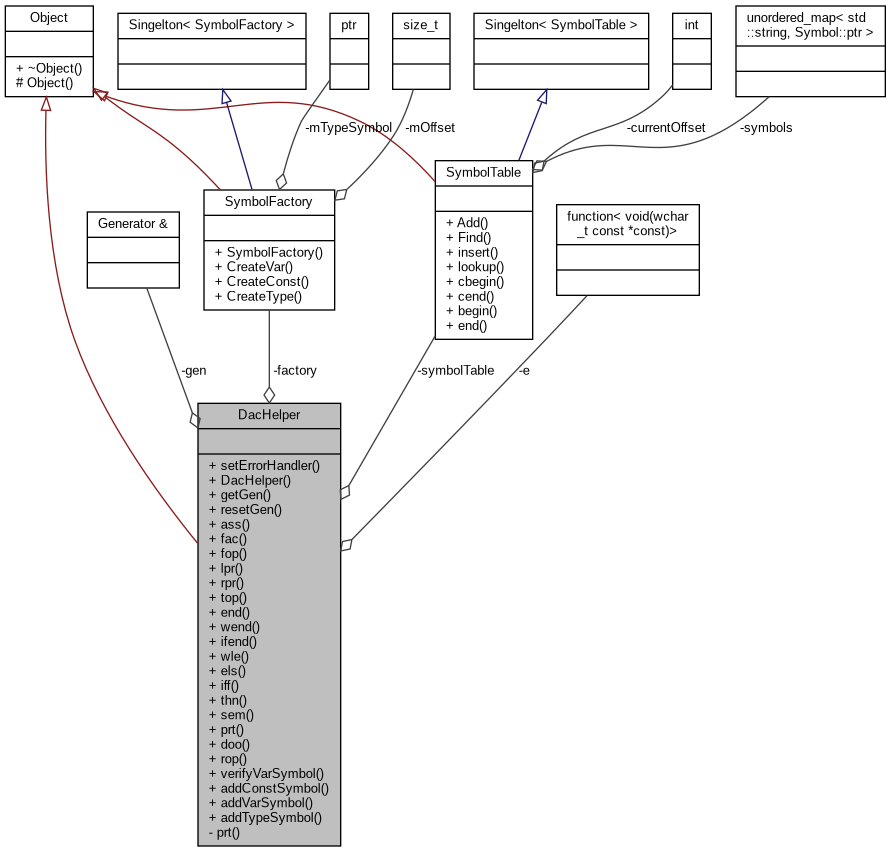 Object
+ ~Object()
# Object()
Singelton< SymbolFactory >
ptr
size_t
Singelton< SymbolTable >
int
unordered_map< std
::string, Symbol::ptr >
-mTypeSymbol
-mOffset
-currentOffset
-symbols
SymbolFactory
+ SymbolFactory()
+ CreateVar()
+ CreateConst()
+ CreateType()
SymbolTable
+ Add()
+ Find()
+ insert()
+ lookup()
+ cbegin()
+ cend()
+ begin()
+ end()
Generator &
function< void(wchar
_t const *const)>
-gen
-factory
-symbolTable
-e
DacHelper
+ setErrorHandler()
+ DacHelper()
+ getGen()
+ resetGen()
+ ass()
+ fac()
+ fop()
+ lpr()
+ rpr()
+ top()
+ end()
+ wend()
+ ifend()
+ wle()
+ els()
+ iff()
+ thn()
+ sem()
+ prt()
+ doo()
+ rop()
+ verifyVarSymbol()
+ addConstSymbol()
+ addVarSymbol()
+ addTypeSymbol()
- prt()